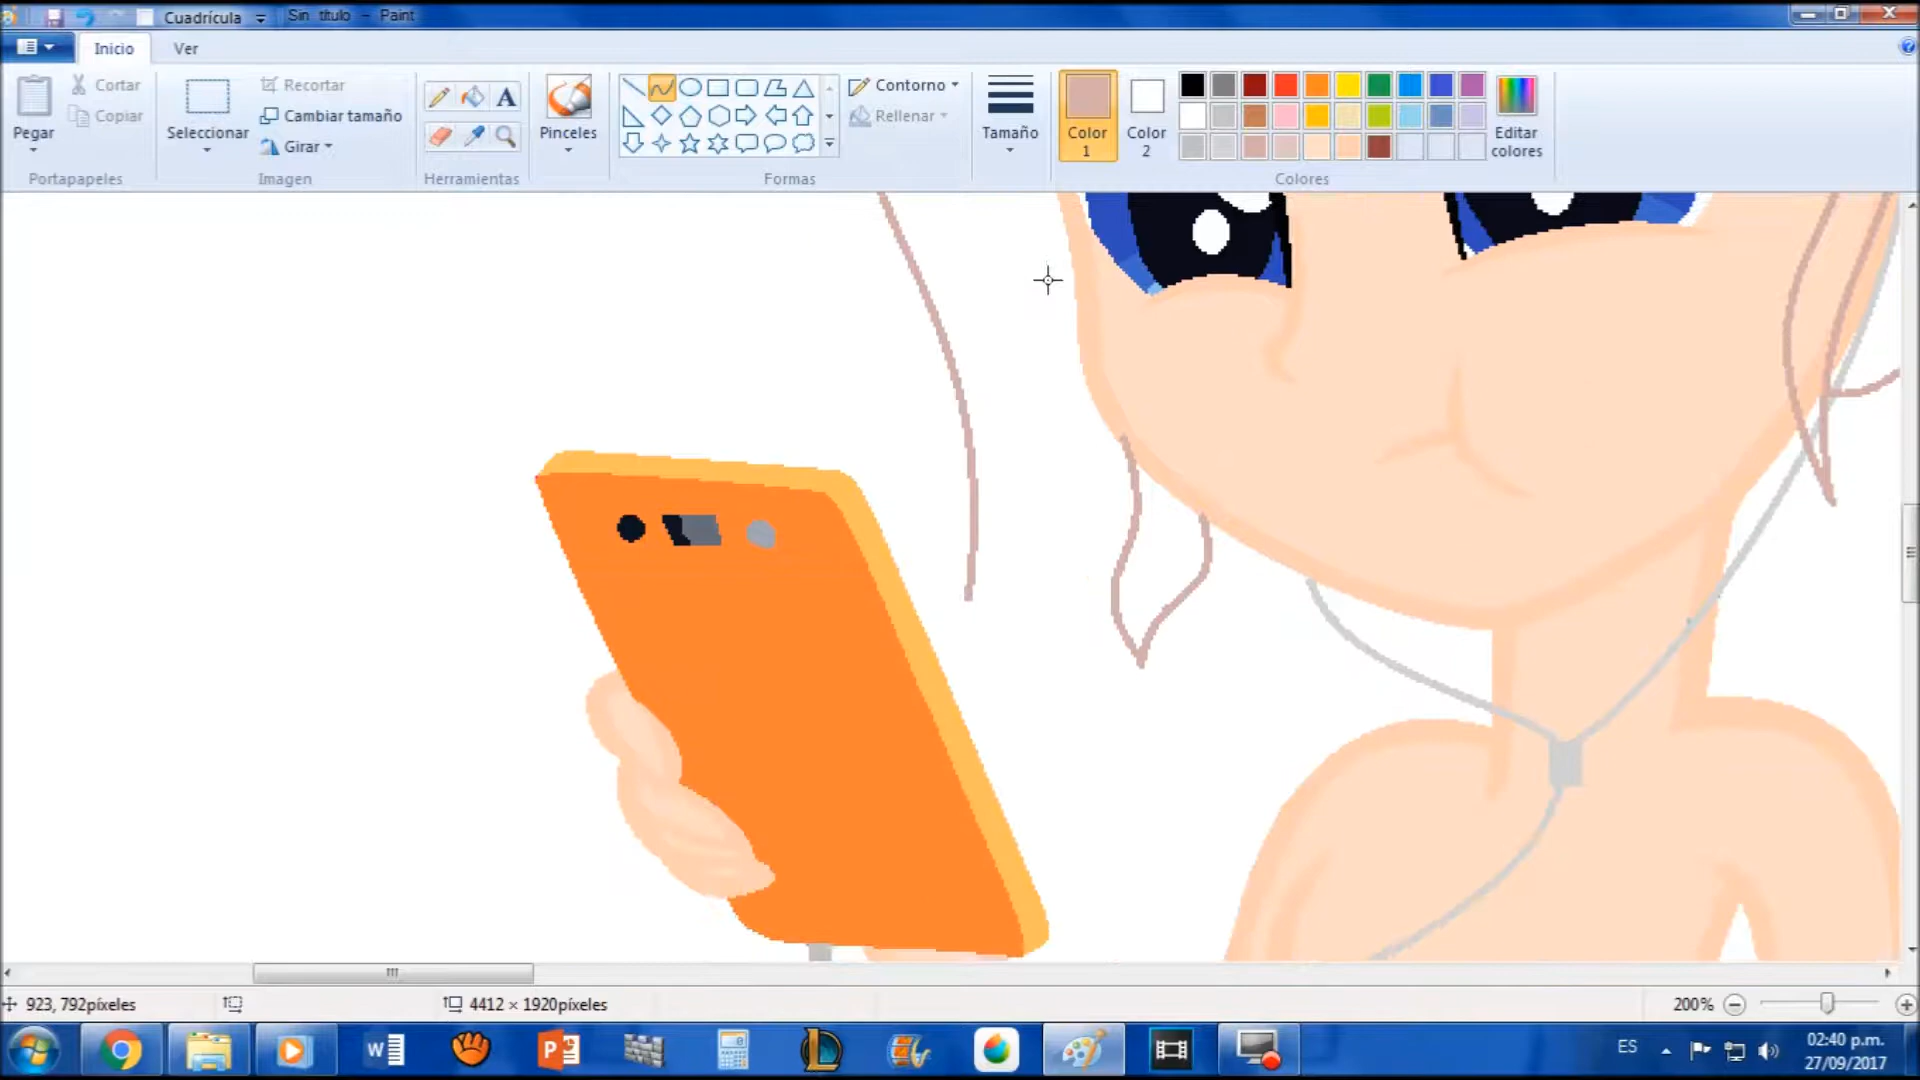 Cuadrícula
Sin título - Paint
Inicio
Ver
Pegar
Cortar
Copiar
Portapapeles
Seleccionar
Recortar
Cambiar tamaño
Girar
Imagen
A
Herramientas
Pinceles
Contorno
Rellenar
Formas
Tamaño
Color
1
Color
2
Editar
colores
Colores
923, 792píxeles
4412 × 1920píxeles
200%
W
P
L
ES
02:40 p.m.
27/09/2017